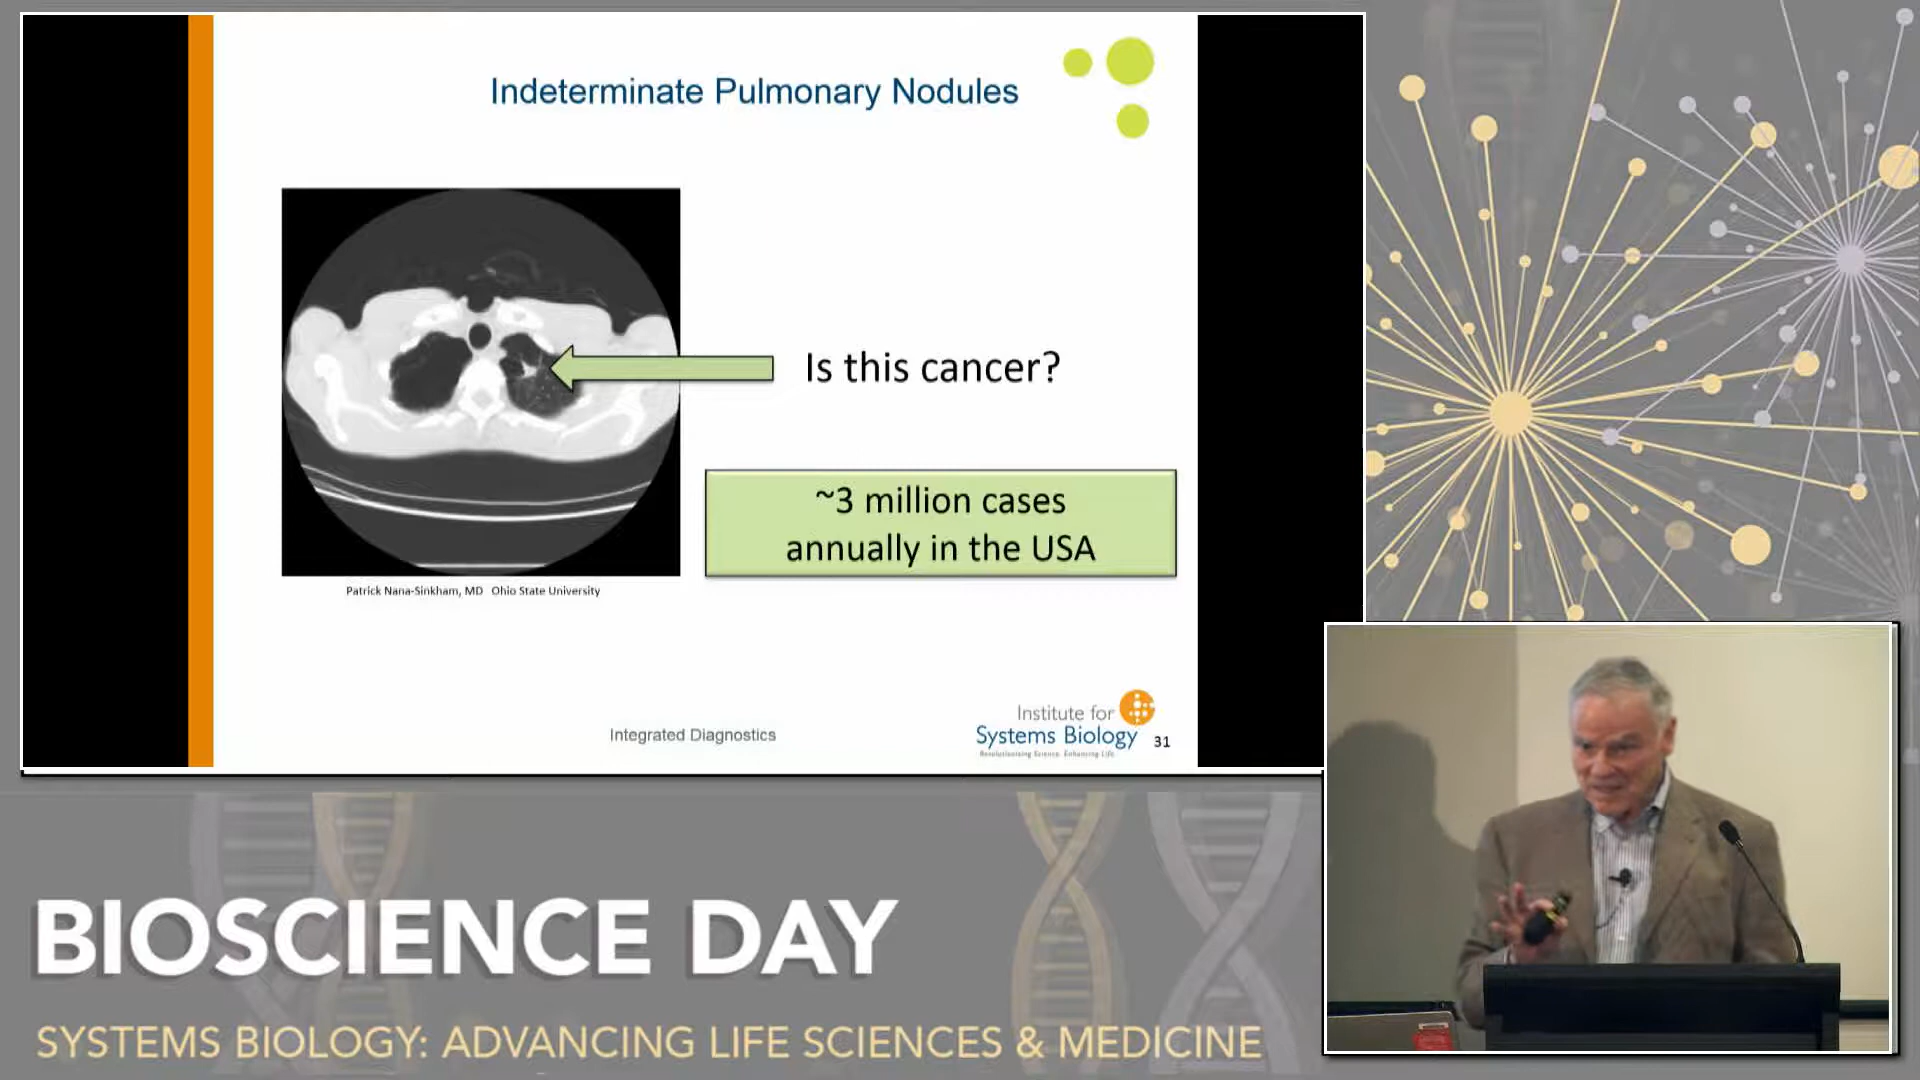 Indeterminate Pulmonary Nodules
Is this cancer?
~3 million cases
annually in the USA
Patrick Nana-Sinkham, MD Ohio State University
Integrated Diagnostics
Institute for
Systems Biology
Revolutionizing Science. Enhancing Life.
31
BIOSCIENCE DAY
SYSTEMS BIOLOGY: ADVANCING LIFE SCIENCES & MEDICINE